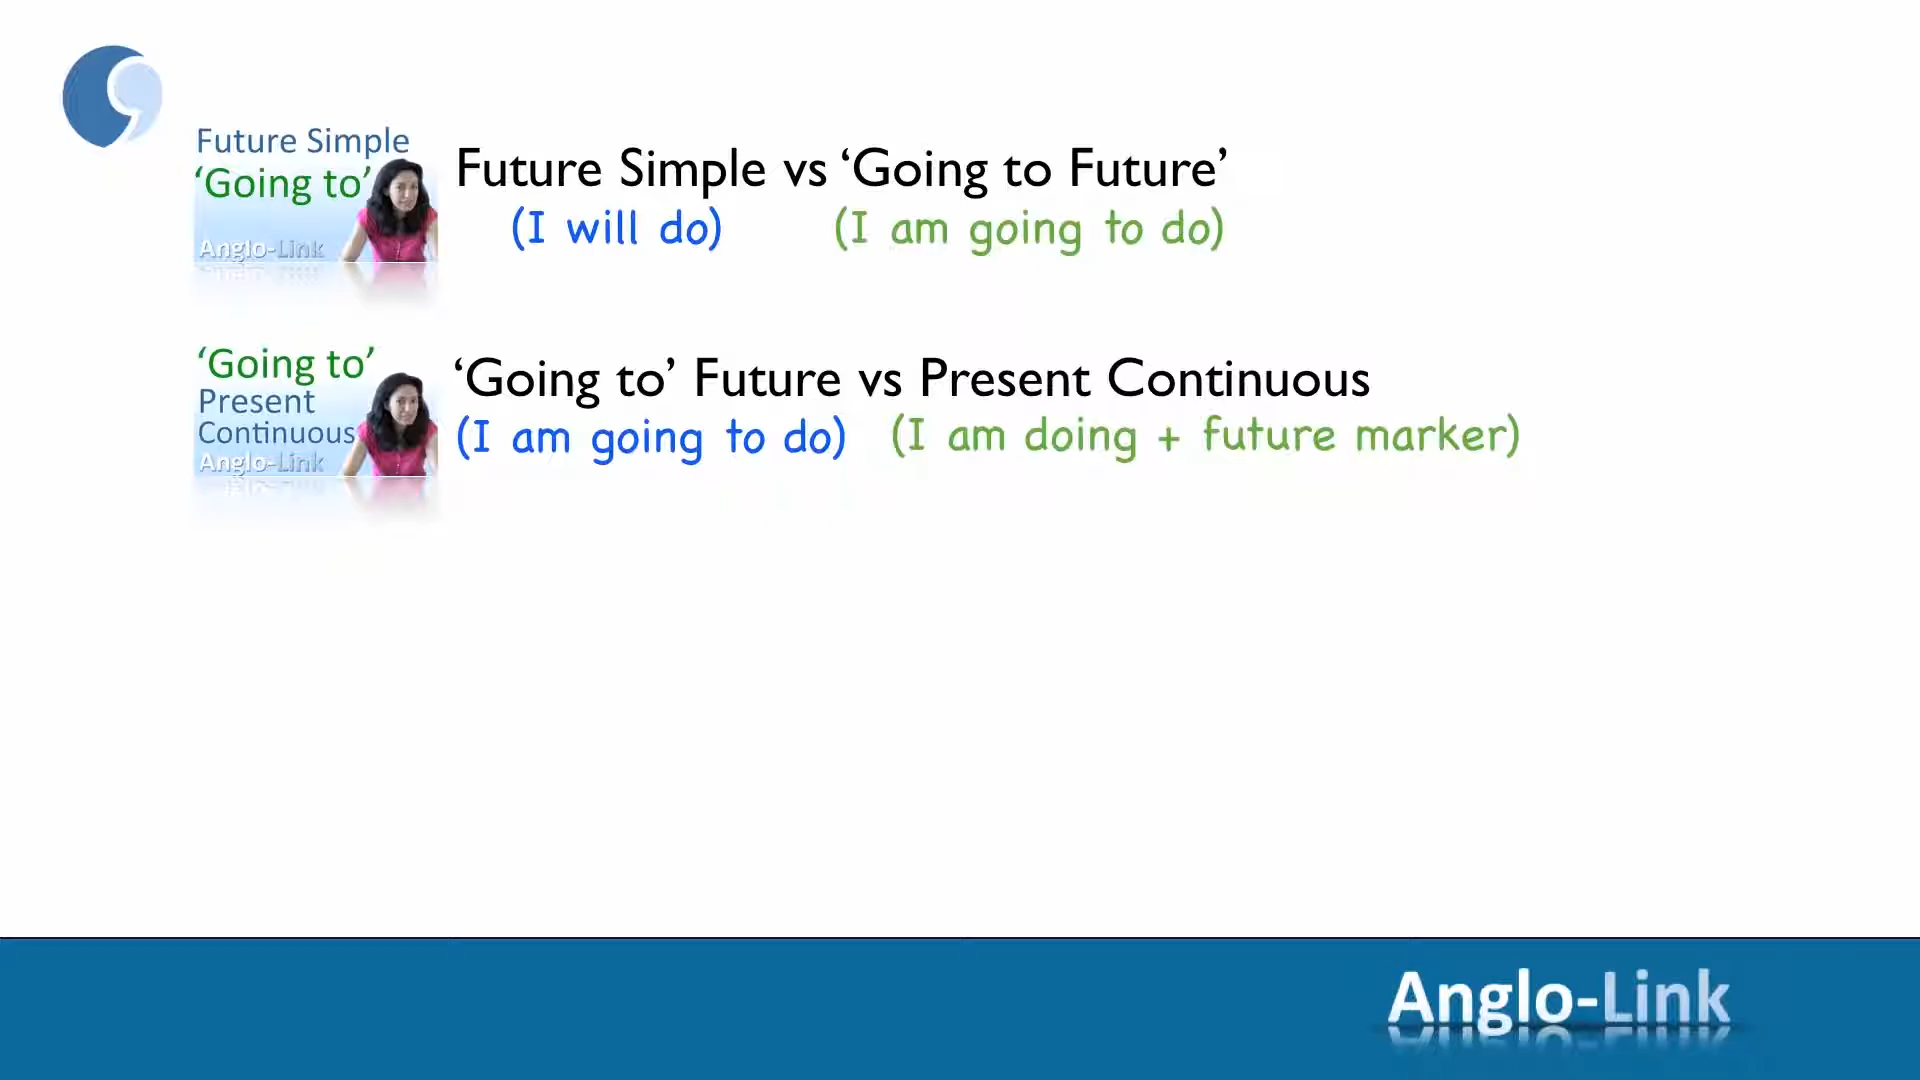 Future Simple
‘Going to’
Anglo-Link
Future Simple vs ‘Going to Future’
(I will do) (I am going to do)
‘Going to’
Present
Continuous
Anglo-Link
‘Going to’ Future vs Present Continuous
(I am going to do) (I am doing + future marker)
Anglo-Link